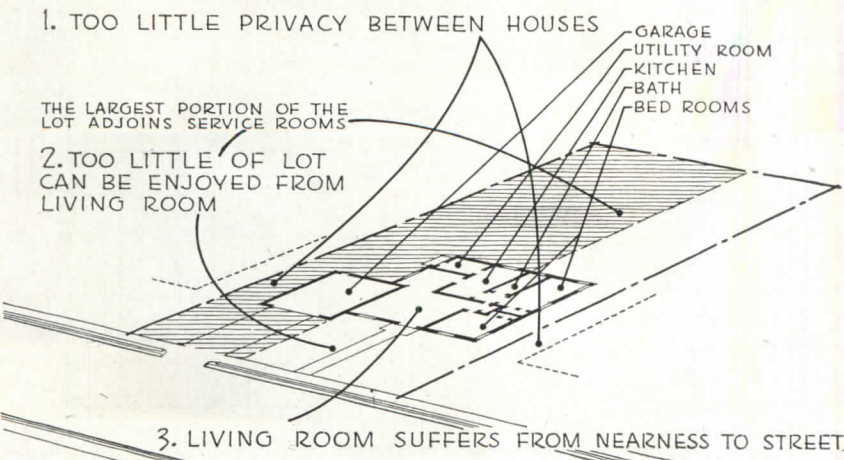 1. TOO LITTLE PRIVACY BETWEEN HOUSES
GARAGE
UTILITY ROOM
KITCHEN
BATH
BED ROOMS
THE LARGEST PORTION OF THE
LOT ADJOINS SERVICE ROOMS
2. TOO LITTLE OF LOT
CAN BE ENJOYED FROM
LIVING ROOM
3. LIVING ROOM SUFFERS FROM NEARNESS TO STREET